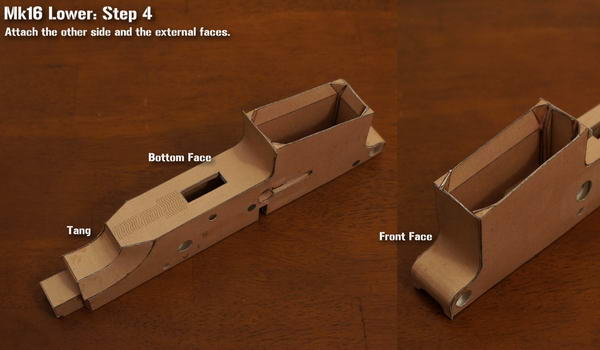 Mk16 Lower: Step 4
Attach the other side and the external faces.
Bottom Face
Tang
Front Face